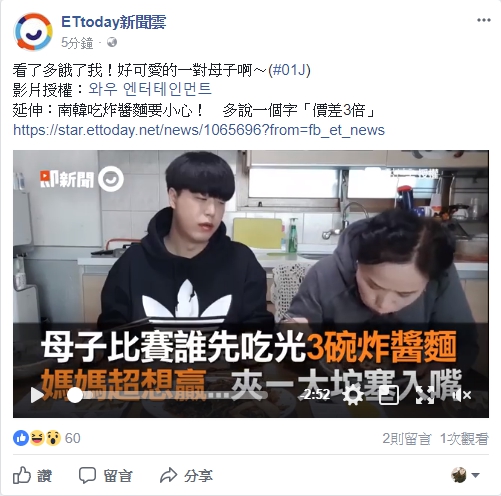 ETtoday新聞雲
5分鐘 ·
看了多餓了我！好可愛的一對母子啊～(#01J)
影片授權：와우 엔터테인먼트
延伸：南韓吃炸醬麵要小心！ 多說一個字「價差3倍」
https://star.ettoday.net/news/1065696?from=fb_et_news
即新聞
母子比賽誰先吃光3碗炸醬麵
媽媽超想贏...夾一大坨塞入嘴
-2:52
60
2則留言 1次觀看
讚 留言 分享